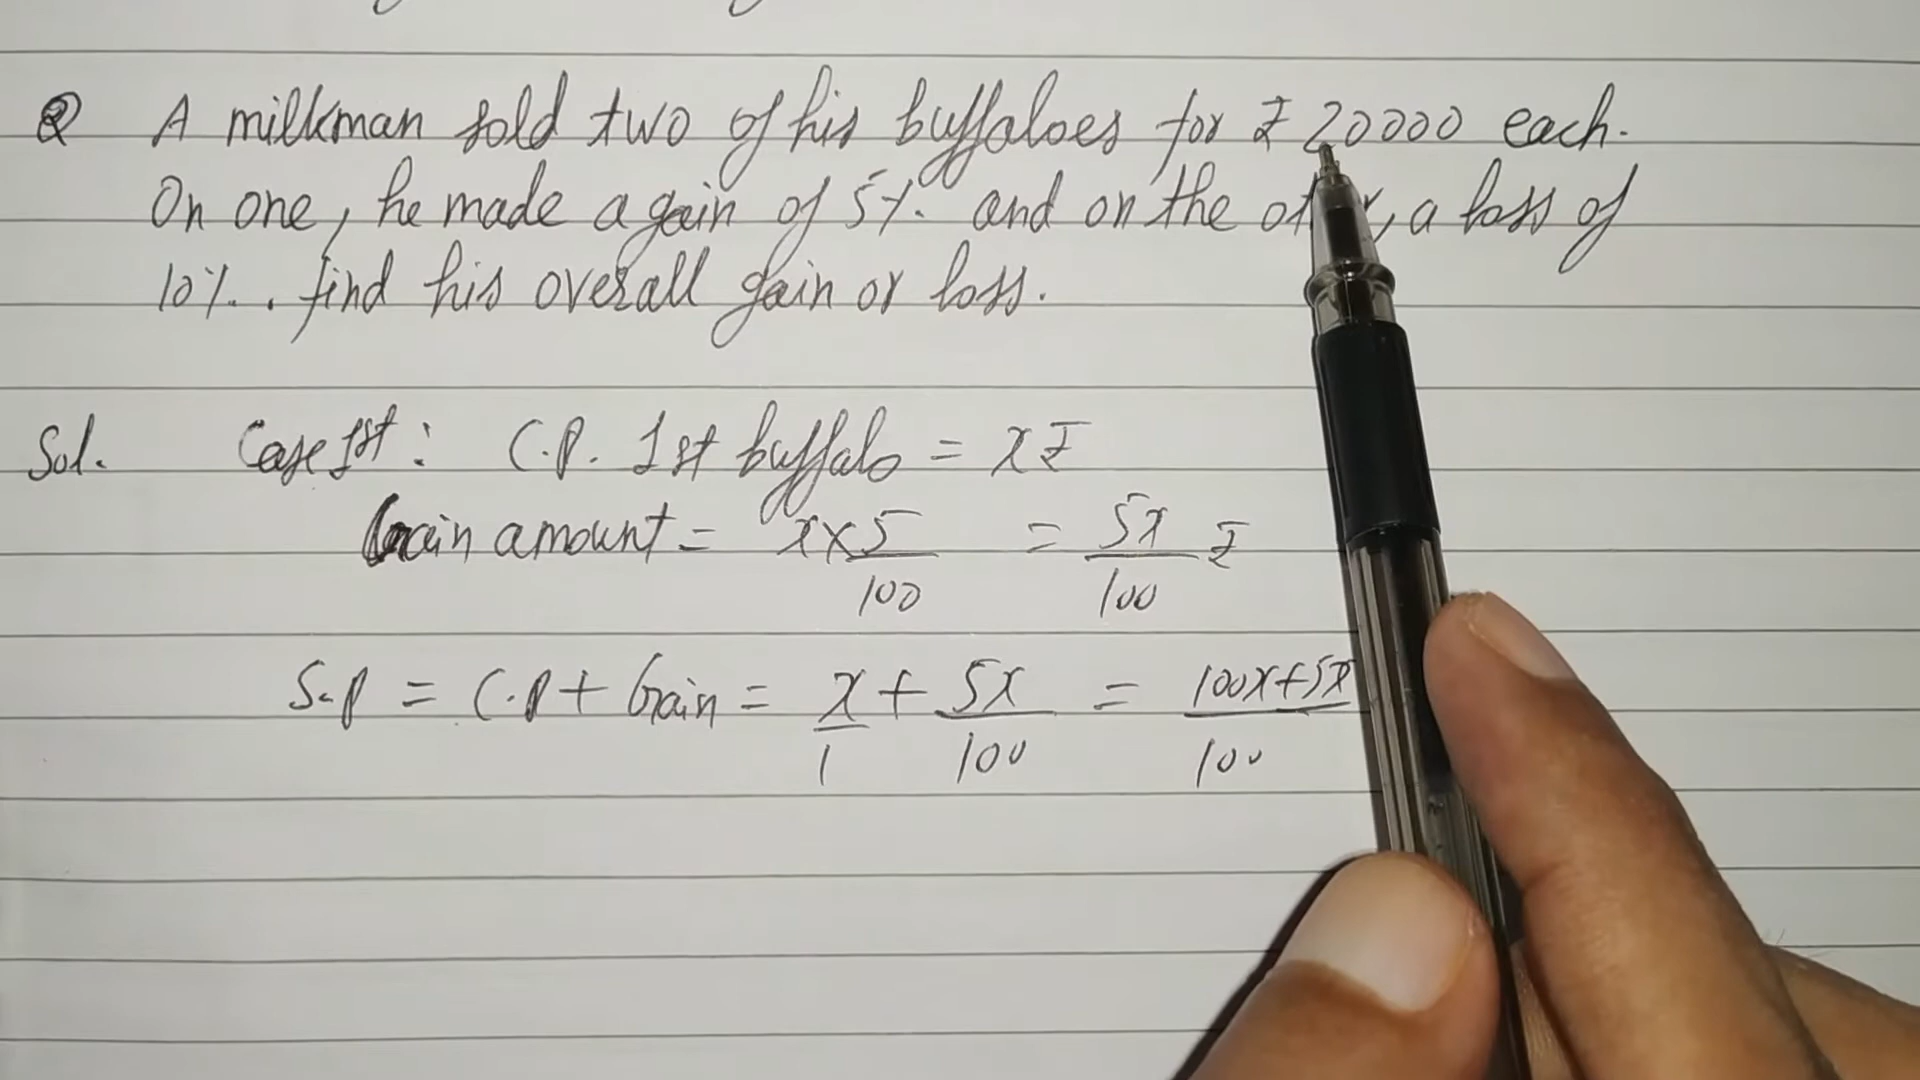 Q A milkman sold two of his buffaloes for ₹ 20000 each.
On one, he made a gain of 5%. and on the, a loss of
10%.. find his overall gain or loss.
Sol. Case 1st: C.P. 1st buffalo = x ₹
Gain amount = x × 5/100 = 5x/100 ₹
S.P = C.P + Gain = x/1 + 5x/100 = 100x+5x/100